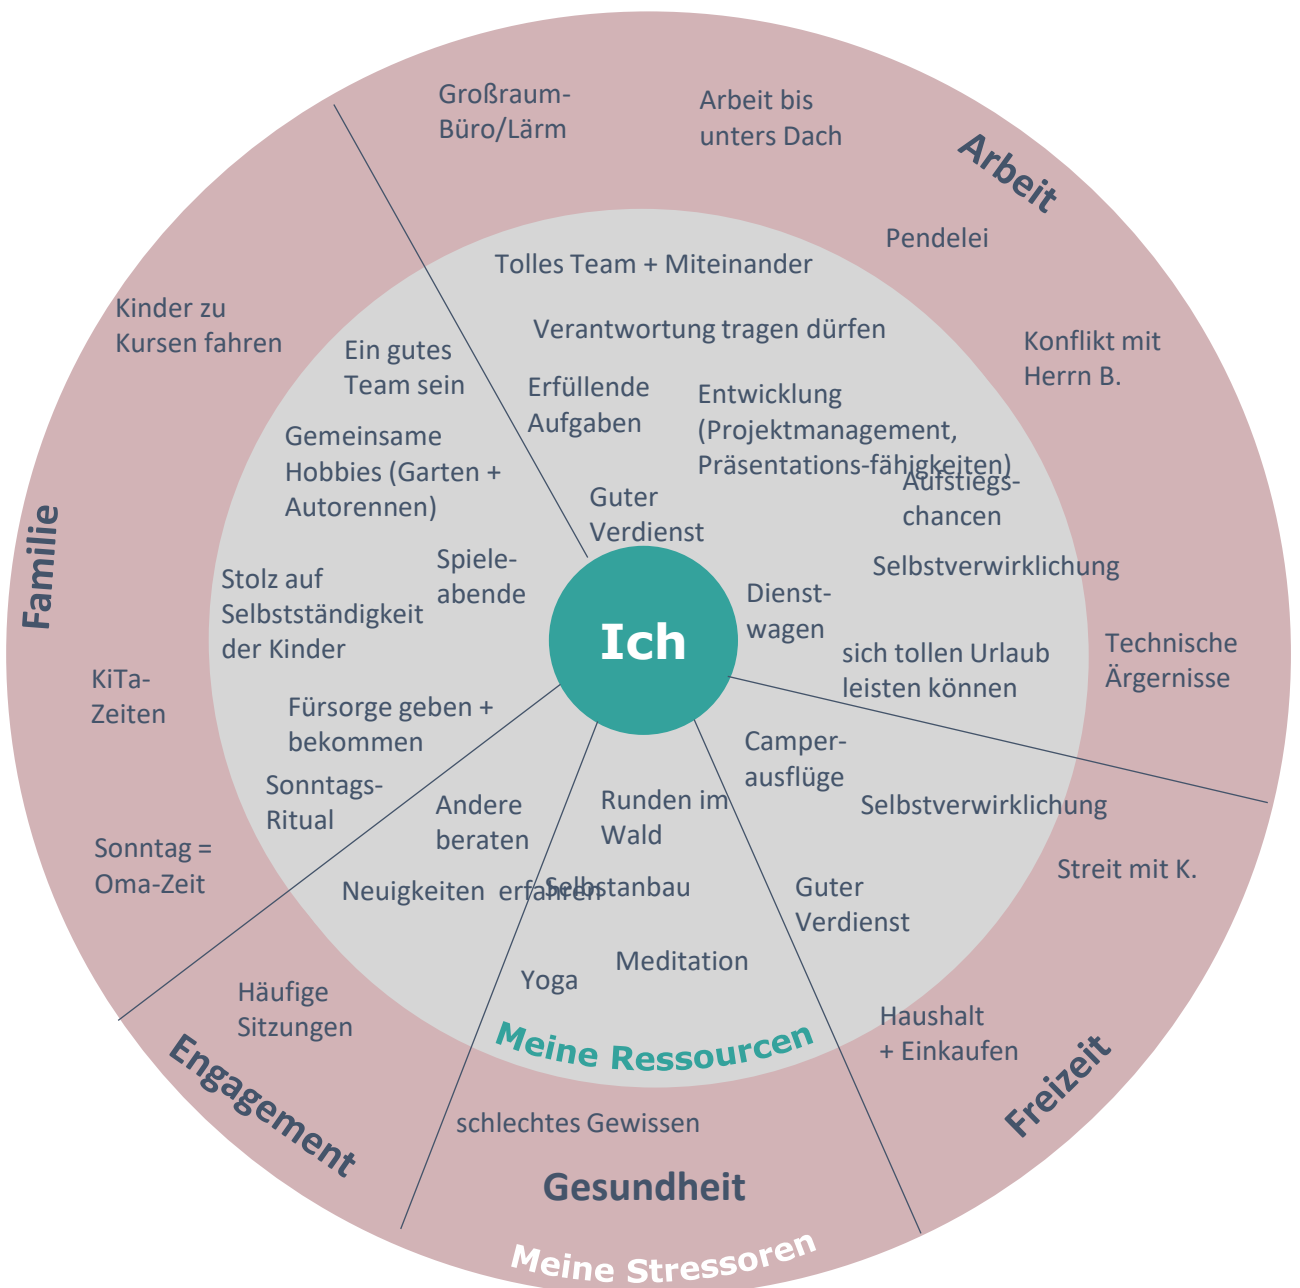 Großraum-
Büro/Lärm
Arbeit bis
unters Dach
Arbeit
Pendelei
Konflikt mit
Herrn B.
Technische
Ärgernisse
Tolles Team + Miteinander
Verantwortung tragen dürfen
Erfüllende
Aufgaben
Entwicklung
(Projektmanagement,
Präsentations-fähigkeiten)
Aufstiegs-
chancen
Guter
Verdienst
Selbstverwirklichung
Dienst-
wagen
sich tollen Urlaub
leisten können
Kinder zu
Kursen fahren
Familie
KiTa-
Zeiten
Sonntag =
Oma-Zeit
Ein gutes
Team sein
Gemeinsame
Hobbies (Garten +
Autorennen)
Spiele-
abende
Stolz auf
Selbstständigkeit
der Kinder
Fürsorge geben +
bekommen
Sonntags-
Ritual
Ich
Andere
beraten
Neuigkeiten  erfahren
Häufige
Sitzungen
Engagement
Runden im
Wald
Selbstanbau
Meditation
Yoga
Meine Ressourcen
schlechtes Gewissen
Gesundheit
Meine Stressoren
Camper-
ausflüge
Selbstverwirklichung
Guter
Verdienst
Streit mit K.
Haushalt
+ Einkaufen
Freizeit